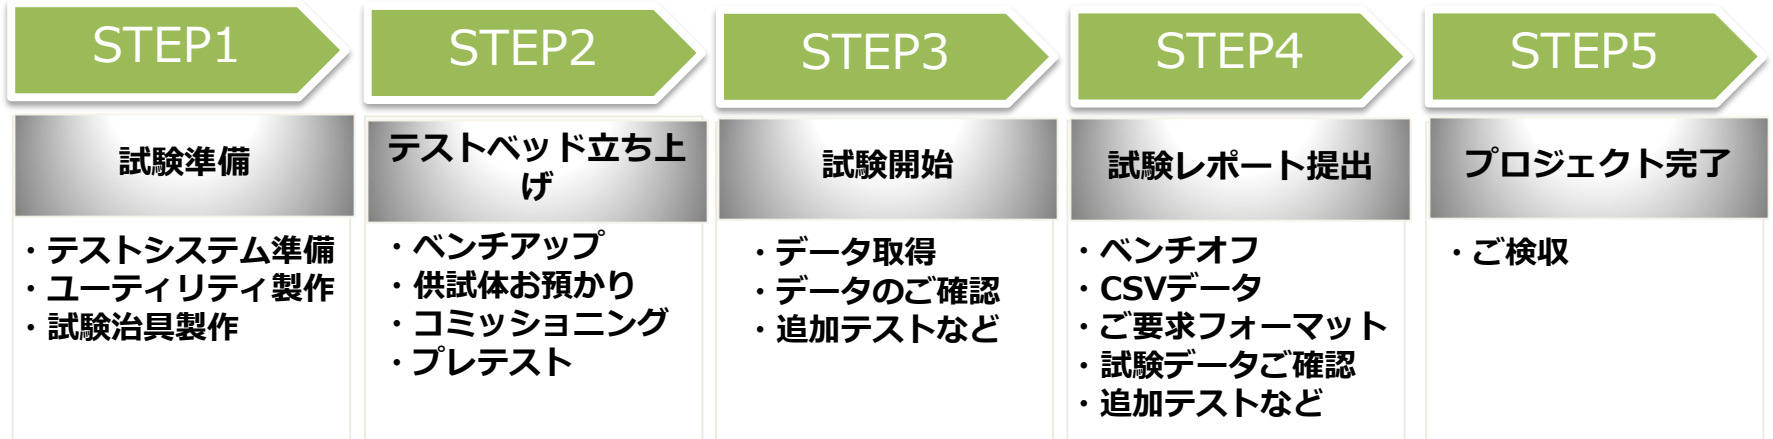 STEP1
試験準備
・テストシステム準備
・ユーティリティ製作
・試験治具製作
STEP2
テストベッド立ち上
げ
・ベンチアップ
・供試体お預かり
・コミッショニング
・プレテスト
STEP3
試験開始
・データ取得
・データのご確認
・追加テストなど
STEP4
試験レポート提出
・ベンチオフ
・CSVデータ
・ご要求フォーマット
・試験データご確認
・追加テストなど
STEP5
プロジェクト完了
・ご検収